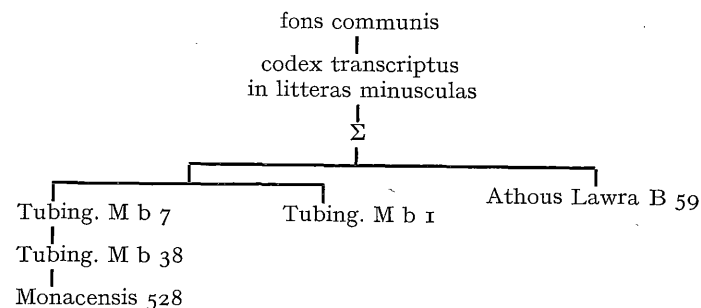 fons communis
codex transcriptus
in litteras minusculas
Σ
Tubing. M b 7
Tubing. M b 1
Athous Lawra B 59
Tubing. M b 38
Monacensis 528